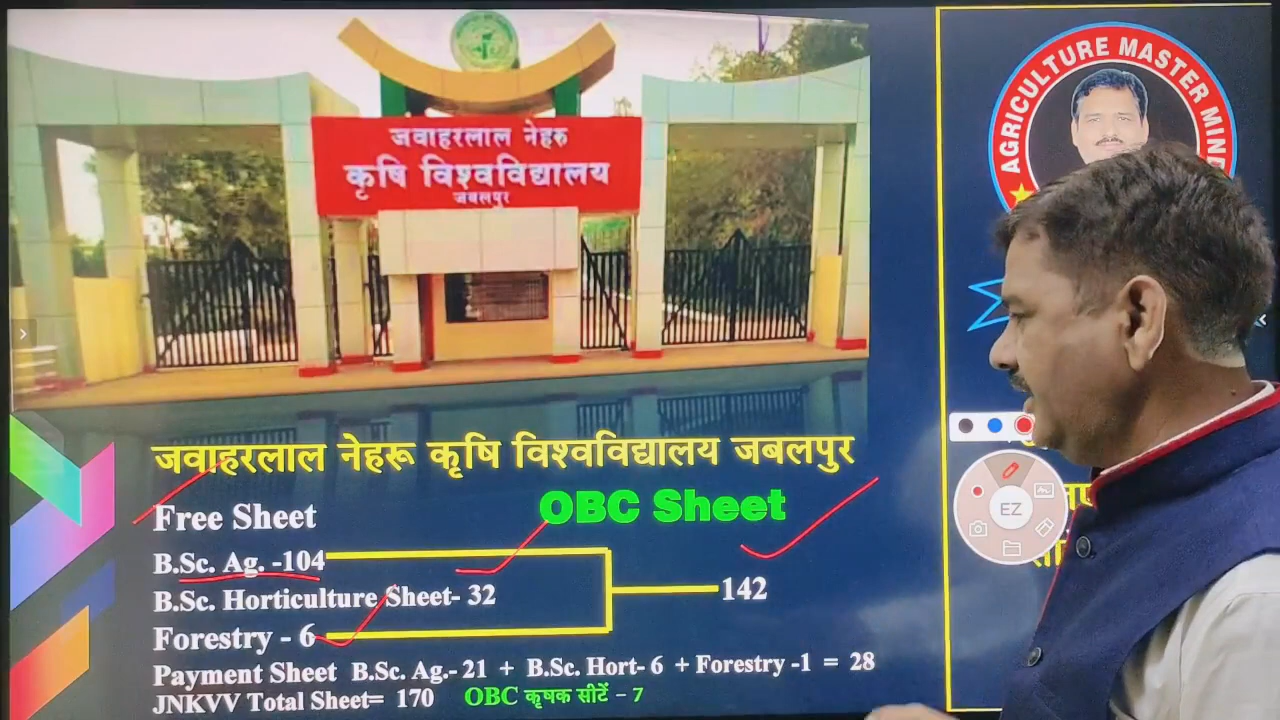 जवाहरलाल नेहरु
कृषि विश्वविद्यालय
जबलपुर
AGRICULTURE MASTER MIND
जवाहरलाल नेहरू कृषि विश्वविद्यालय जबलपुर
Free Sheet
OBC Sheet
B.Sc. Ag. -104
B.Sc. Horticulture Sheet- 32
142
Forestry - 6
Payment Sheet B.Sc. Ag.- 21 + B.Sc. Hort- 6 + Forestry -1 = 28
JNKVV Total Sheet= 170 OBC कृषक सीटें - 7
EZ